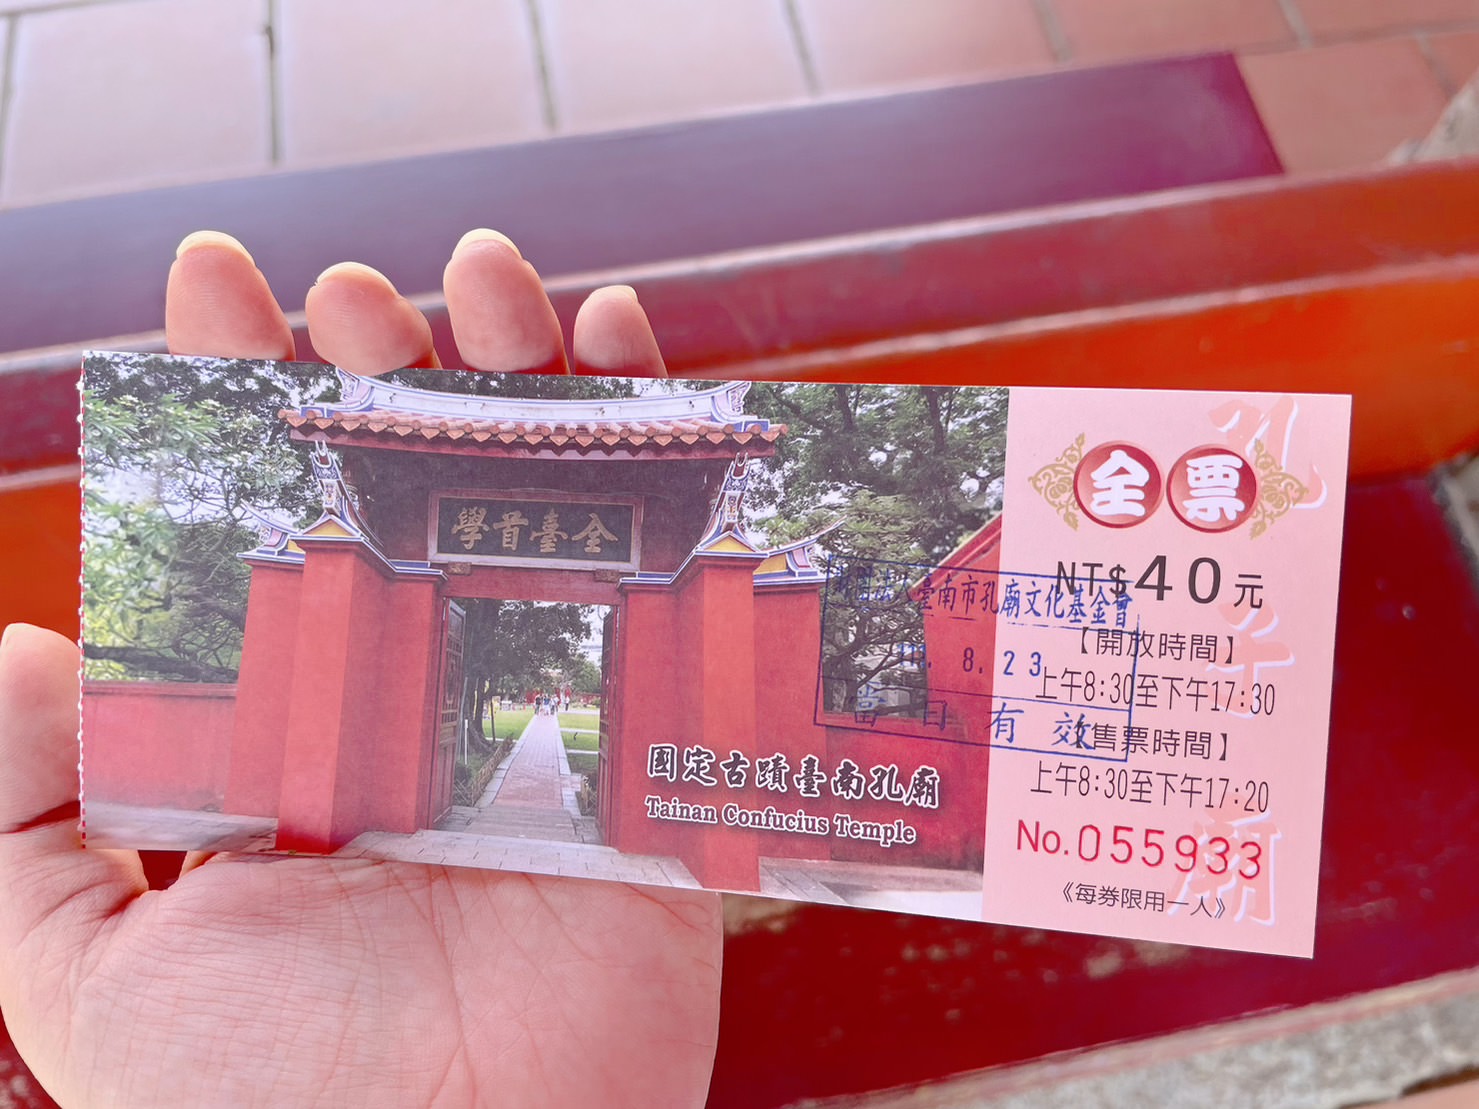 全臺首學
國定古蹟臺南孔廟
Tainan Confucius Temple
財團法人臺南市孔廟文化基金會
8.23
當日有效
孔子廟
全票
NT$40元
【開放時間】
上午8:30至下午17:30
【售票時間】
上午8:30至下午17:20
No.055933
《每券限用一人》